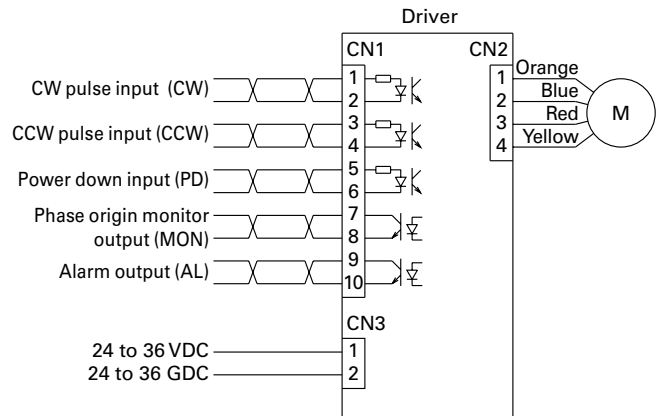 Driver
CN1
CN2
CW pulse input (CW)
1
2
CCW pulse input (CCW)
3
4
Power down input (PD)
5
6
Phase origin monitor
output (MON)
7
8
Alarm output (AL)
9
10
1
Orange
2
Blue
3
Red
4
Yellow
M
CN3
24 to 36 VDC
1
24 to 36 GDC
2